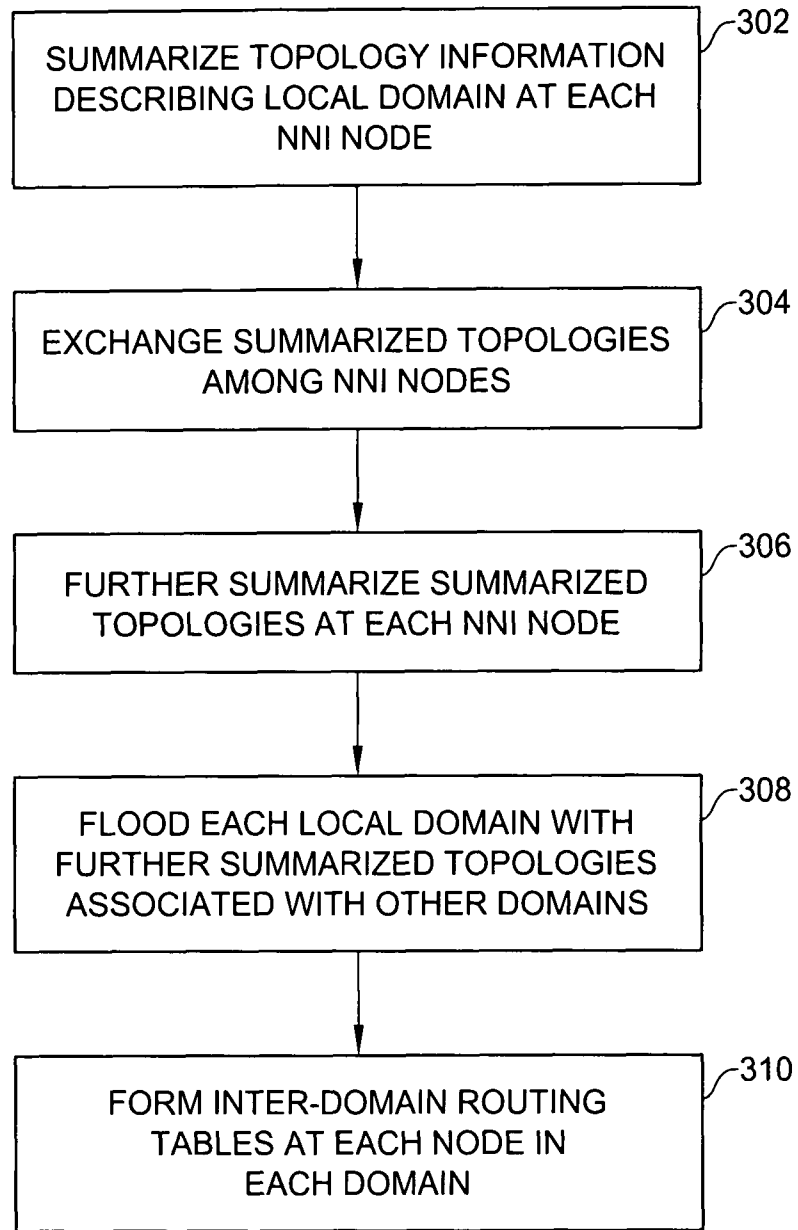 302
SUMMARIZE TOPOLOGY INFORMATION
DESCRIBING LOCAL DOMAIN AT EACH
NNI NODE
304
EXCHANGE SUMMARIZED TOPOLOGIES
AMONG NNI NODES
306
FURTHER SUMMARIZE SUMMARIZED
TOPOLOGIES AT EACH NNI NODE
308
FLOOD EACH LOCAL DOMAIN WITH
FURTHER SUMMARIZED TOPOLOGIES
ASSOCIATED WITH OTHER DOMAINS
310
FORM INTER-DOMAIN ROUTING
TABLES AT EACH NODE IN
EACH DOMAIN